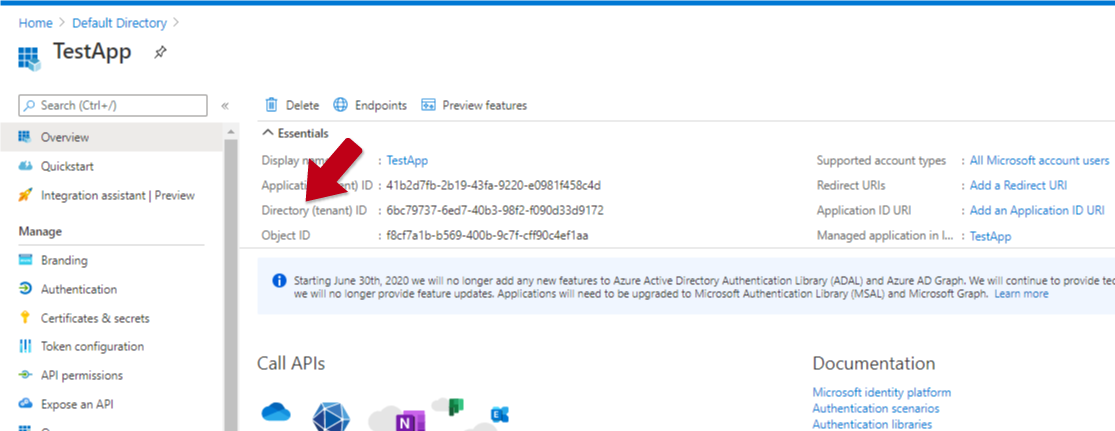 Home > Default Directory >
TestApp
Search (Ctrl+/)
«
Delete Endpoints Preview features
Overview
Quickstart
Integration assistant | Preview
Manage
Branding
Authentication
Certificates & secrets
Token configuration
API permissions
Expose an API
Essentials
Display : TestApp
ID : 41b2d7fb-2b19-43fa-9220-e0981f458c4d
Directory (tenant) ID : 6bc79737-6ed7-40b3-98f2-f090d33d9172
Object ID : f8cf7a1b-b569-400b-9c7f-cff90c4ef1aa
Supported account types : All Microsoft account users
Redirect URIs : Add a Redirect URI
Application ID URI : Add an Application ID URI
Managed application in l... : TestApp
Starting June 30th, 2020 we will no longer add any new features to Azure Active Directory Authentication Library (ADAL) and Azure AD Graph. We will continue to provide
we will no longer provide feature updates. Applications will need to be upgraded to Microsoft Authentication Library (MSAL) and Microsoft Graph. Learn more
Call APIs
N
E
Documentation
Microsoft identity platform
Authentication scenarios
Authentication libraries